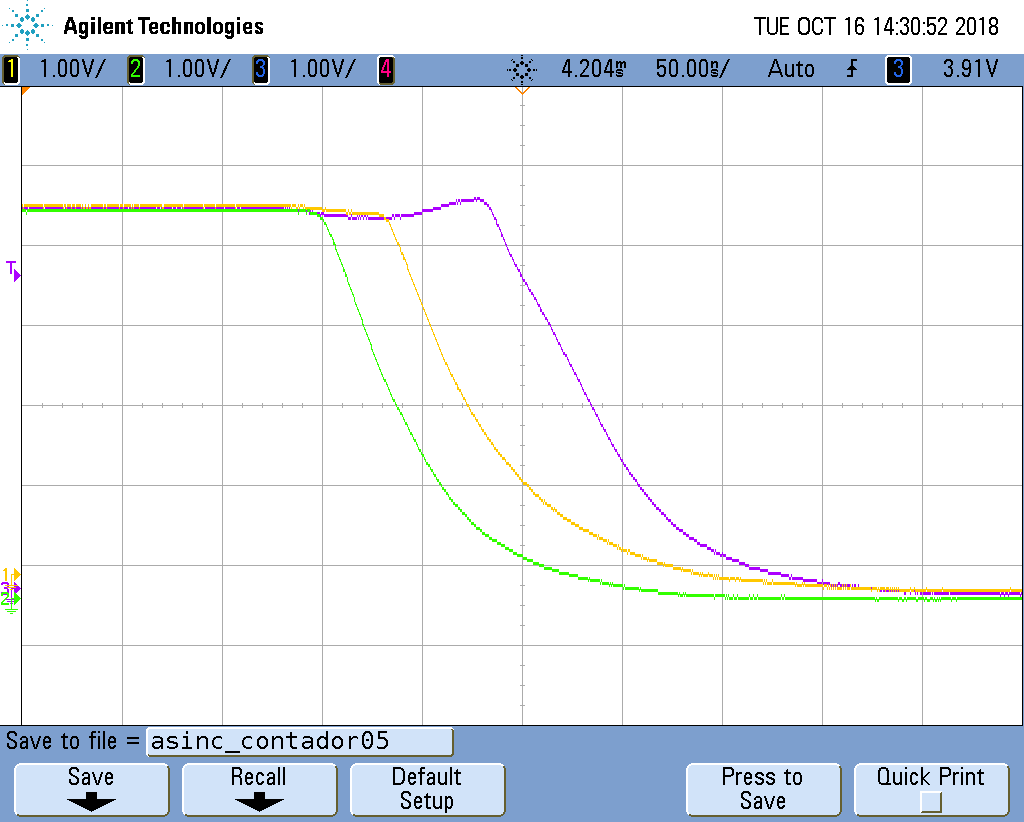 Agilent Technologies TUE OCT 16 14:30:52 2018
1 1.00V/ 2 1.00V/ 3 1.00V/ 4 4.204ms 50.00ns/ Auto 3 3.91V
T
1
3
2
Save to file = asinc_contador05
Save Recall Default Setup Press to Save Quick Print